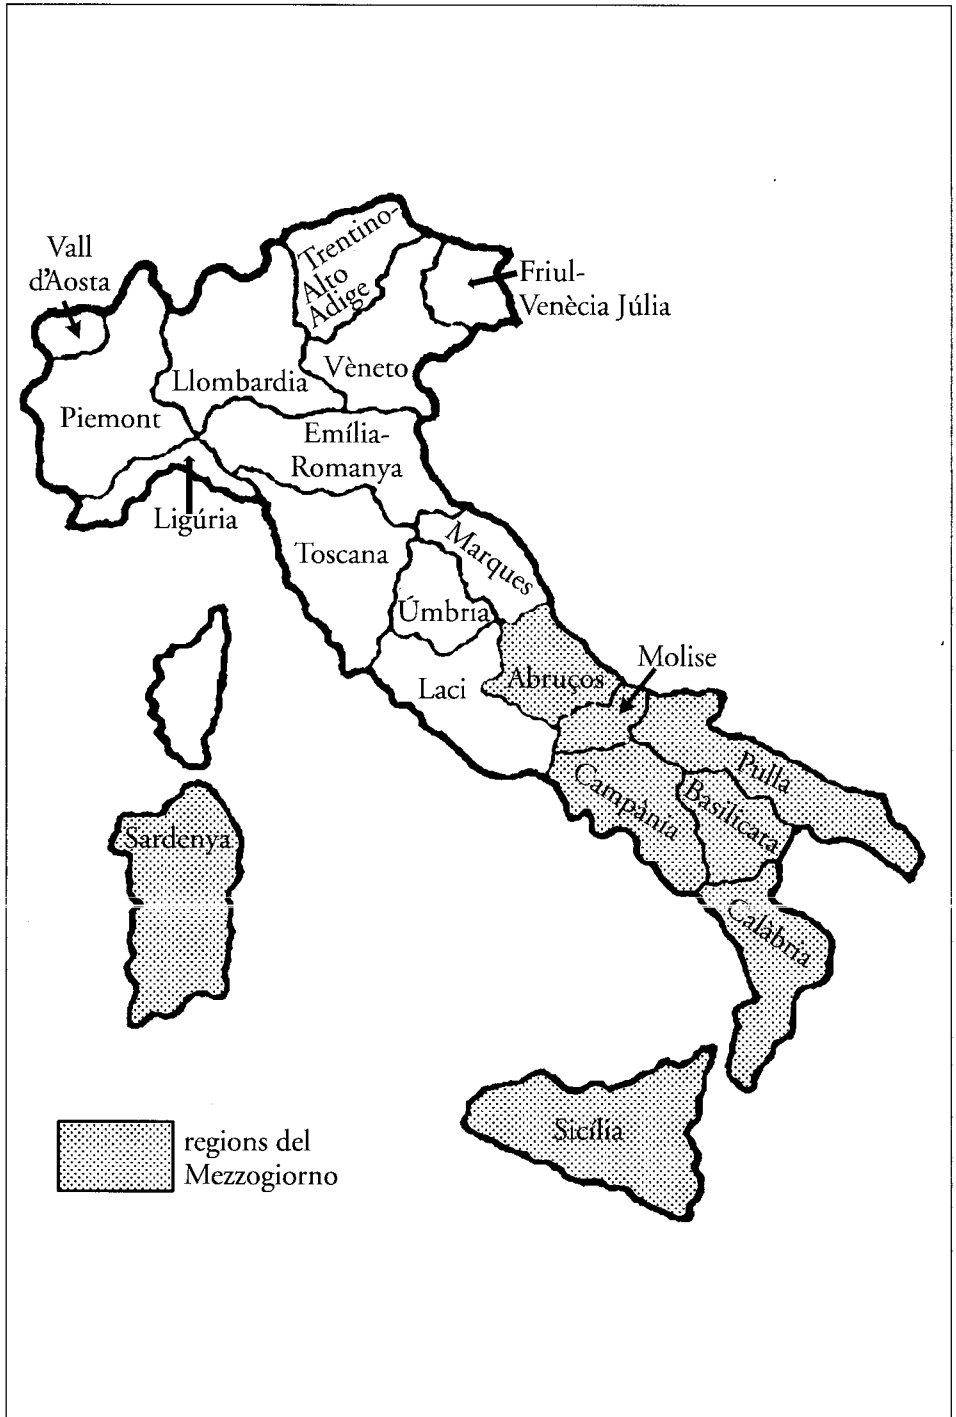 Trentino-
Alto
Adige
Vall
d'Aosta
Friul-
Venècia Júlia
Vèneto
Llombardia
Piemont
Emília-
Romanya
Ligúria
Toscana
Marques
Úmbria
Molise
Abruços
Laci
Pulla
Campània
Basilicara
Sardenya
Calàbria
Sicília
regions del
Mezzogiorno